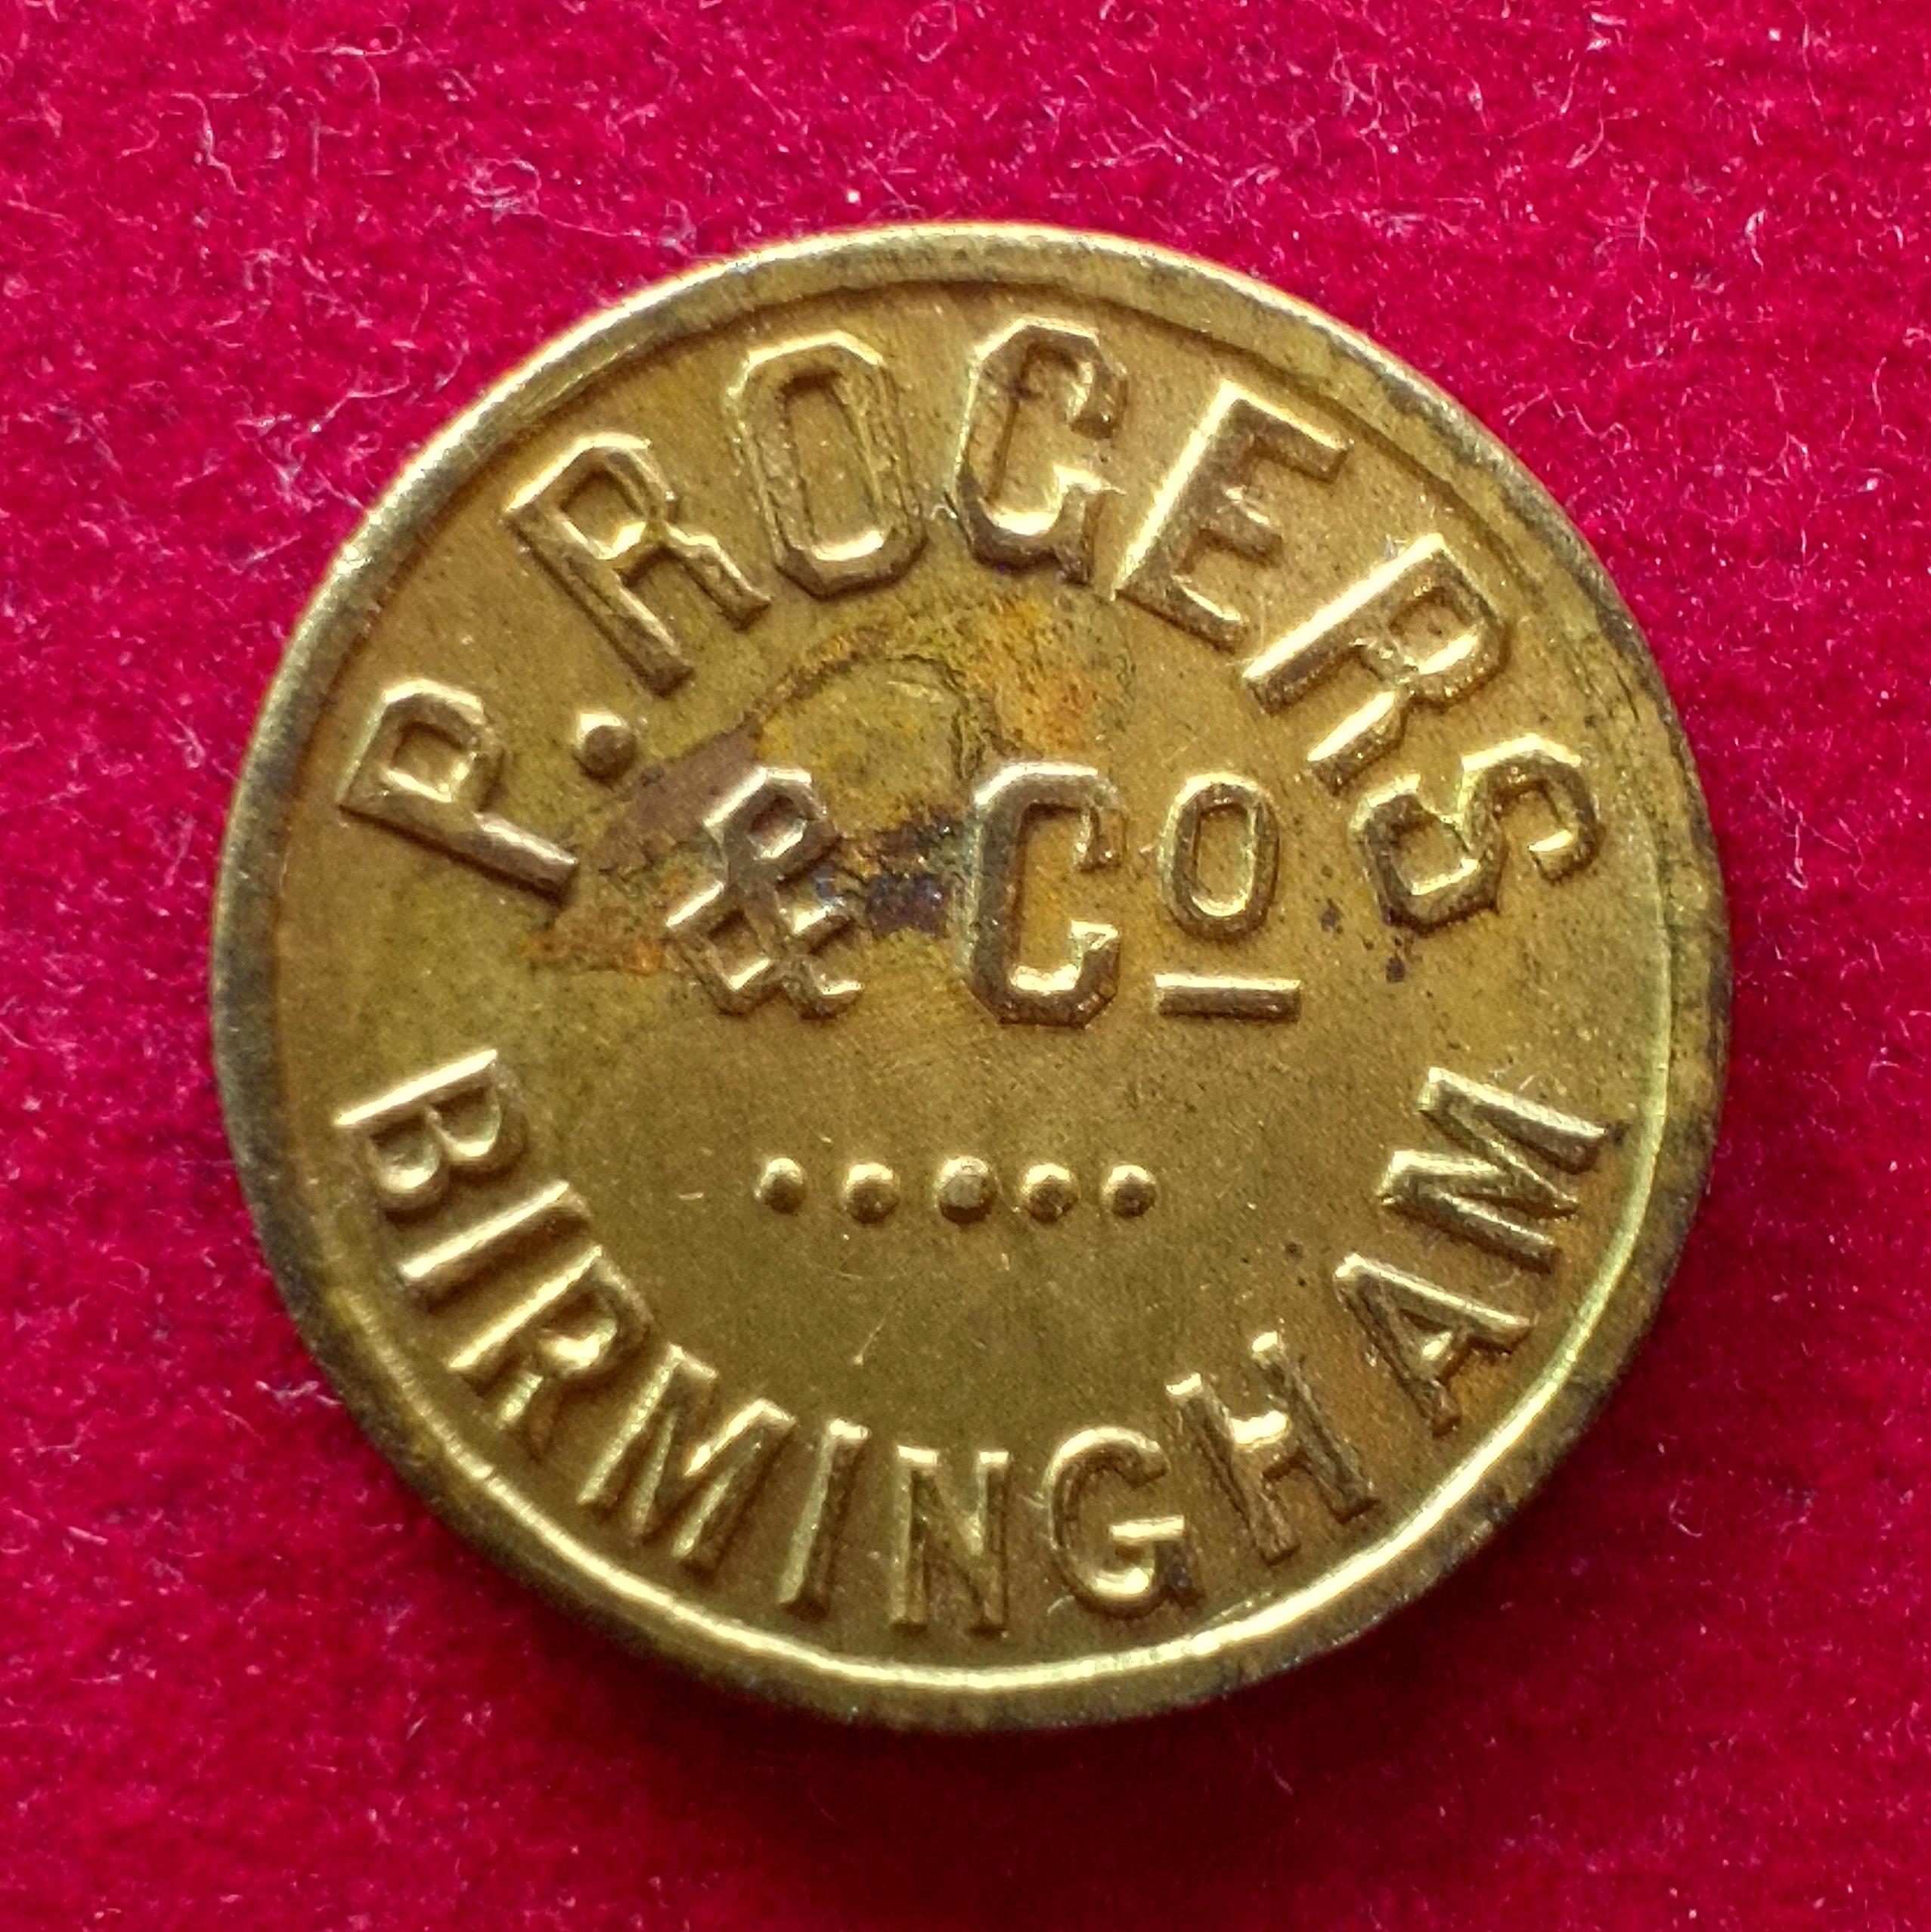 P. ROGERS
& Co
BIRMINGHAM